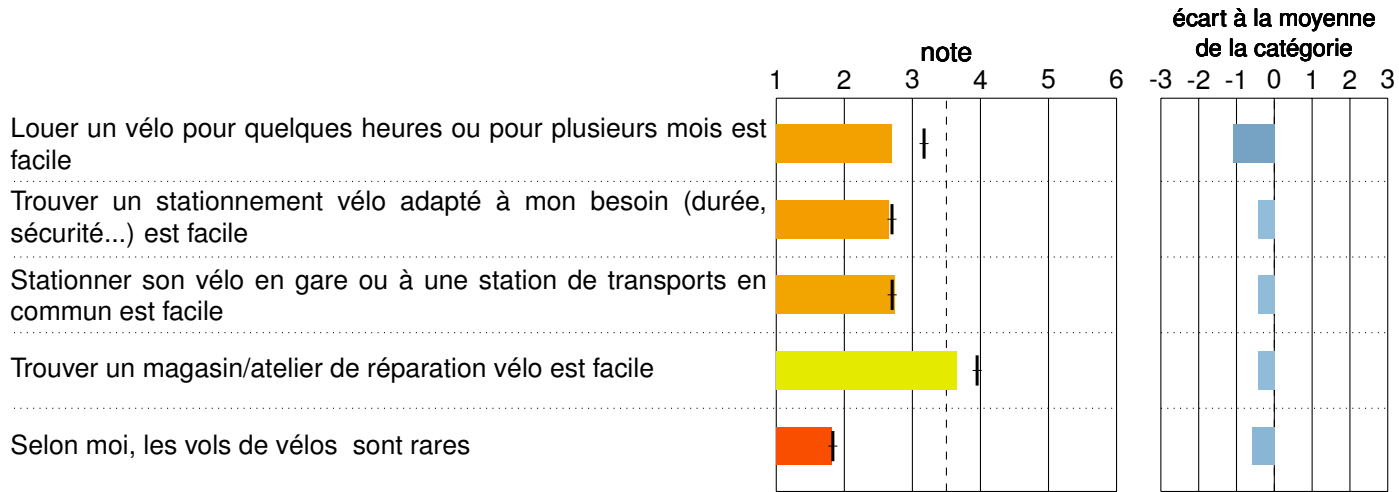 écart à la moyenne
de la catégorie
note
1 2 3 4 5 6
-3 -2 -1 0 1 2 3
Louer un vélo pour quelques heures ou pour plusieurs mois est
facile
Trouver un stationnement vélo adapté à mon besoin (durée,
sécurité...) est facile
Stationner son vélo en gare ou à une station de transports en
commun est facile
Trouver un magasin/atelier de réparation vélo est facile
Selon moi, les vols de vélos sont rares